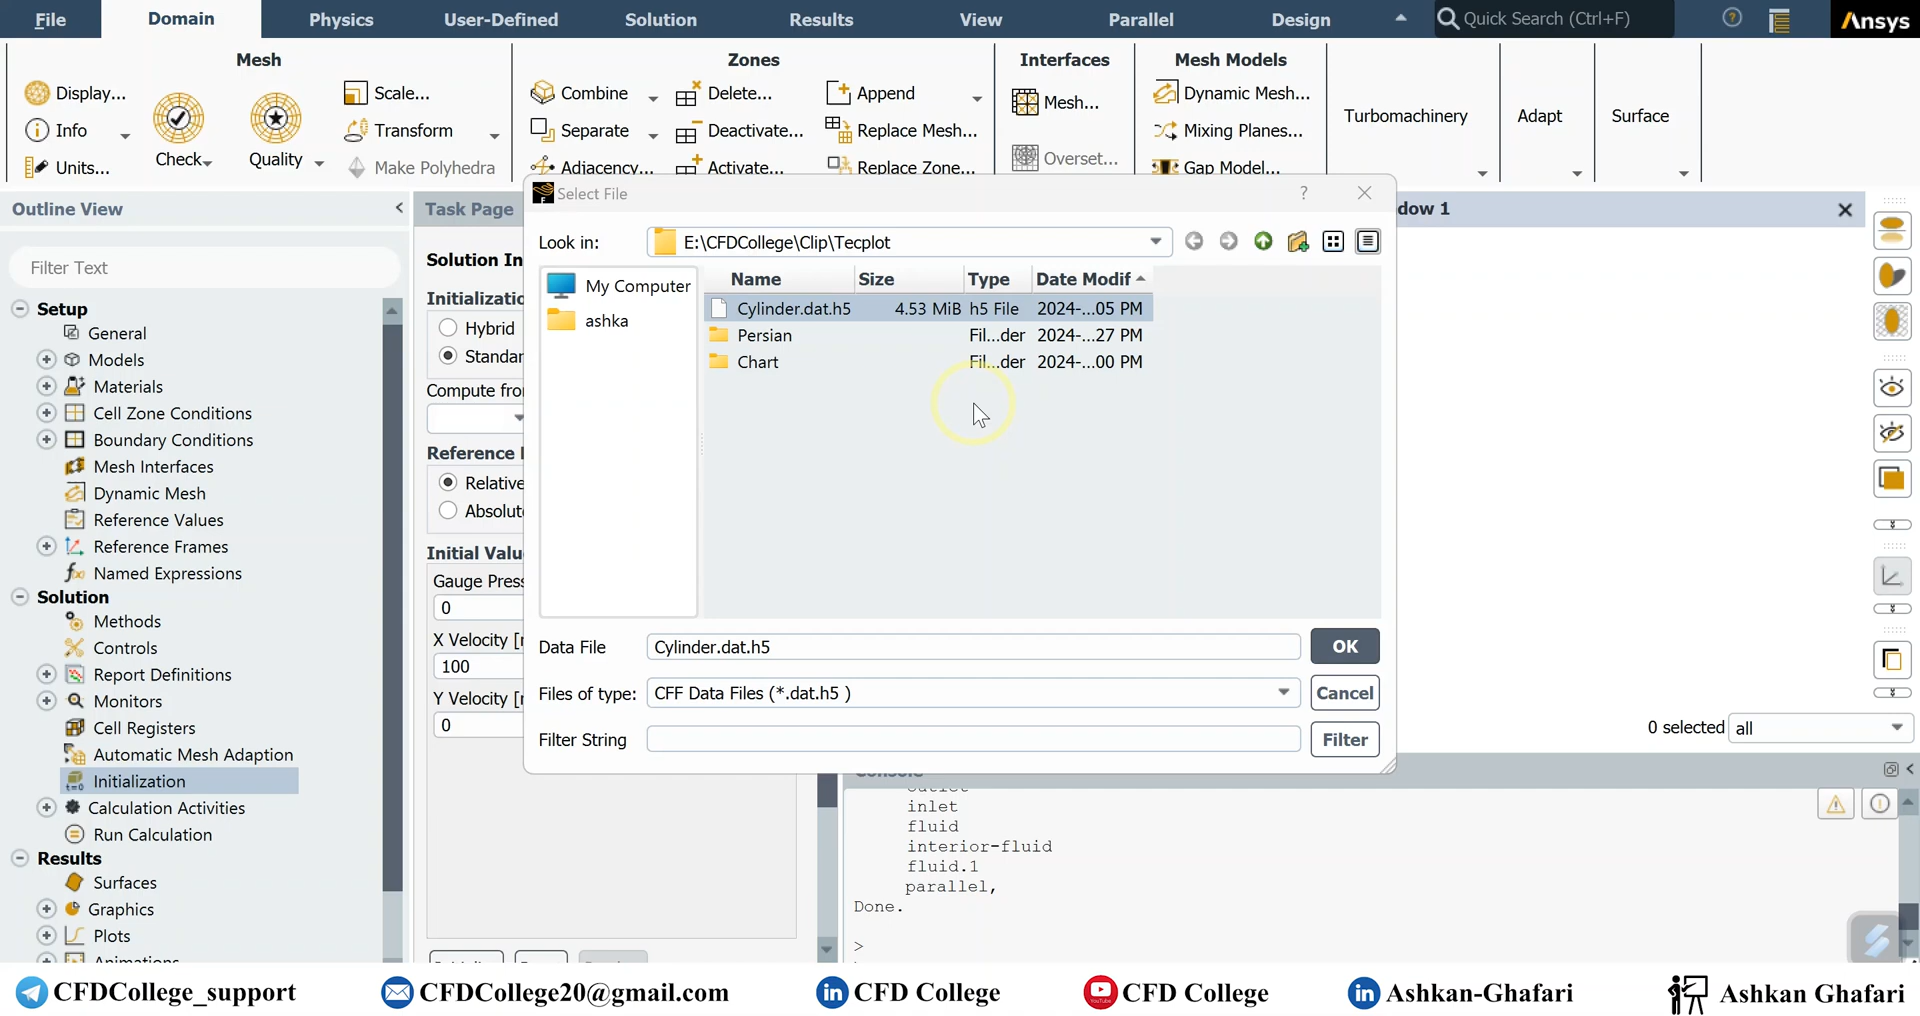 File Domain Physics User-Defined Solution Results View Parallel Design Quick Search (Ctrl+F) Ansys
Mesh Zones Interfaces Mesh Models
Display... Scale... Combine Delete... Append Mesh... Dynamic Mesh...
Info Transform Separate Deactivate... Replace Mesh... Mixing Planes... Turbomachinery Adapt Surface
Check Quality Overset...
Units... Make Polyhedra Adjacency... Activate... Replace Zone... Gap Model...
Outline View Task Page Select File ? dow 1
Look in: E:\CFDCollege\Clip\Tecplot
Filter Text
Solution In
Name Size Type Date Modif
My Computer
Cylinder.dat.h5 4.53 MiB h5 File 2024-...05 PM
ashka
Persian Fil...der 2024-...27 PM
Chart Fil...der 2024-...00 PM
Data File Cylinder.dat.h5 OK
Files of type: CFF Data Files (*.dat.h5 ) Cancel
Filter String Filter
Setup
General
Models
Materials
Cell Zone Conditions
Boundary Conditions
Mesh Interfaces
Dynamic Mesh
Reference Values
Reference Frames
Named Expressions
Solution
Methods
Controls
Report Definitions
Monitors
Cell Registers
Automatic Mesh Adaption
Initialization
Calculation Activities
Run Calculation
Results
Surfaces
Graphics
Plots
Animations
Initializatio
Hybrid
Standar
Compute fro
Reference
Relative
Absolute
Initial Valu
Gauge Press
0
X Velocity [
100
Y Velocity [
0
0 selected all
Console
outlet
inlet
fluid
interior-fluid
fluid.1
parallel,
Done.
>
CFDCollege_support CFDCollege20@gmail.com CFD College CFD College Ashkan-Ghafari Ashkan Ghafari